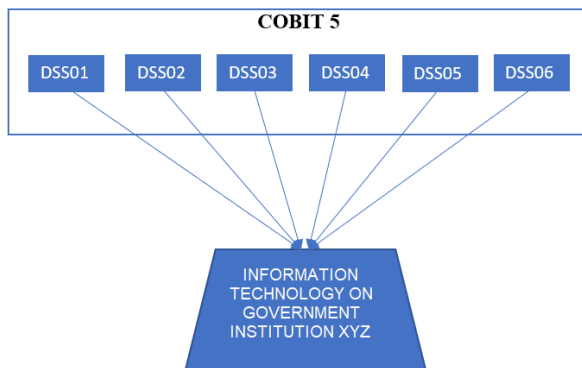 COBIT 5
DSS01 DSS02 DSS03 DSS04 DSS05 DSS06
INFORMATION
TECHNOLOGY ON
GOVERNMENT
INSTITUTION XYZ